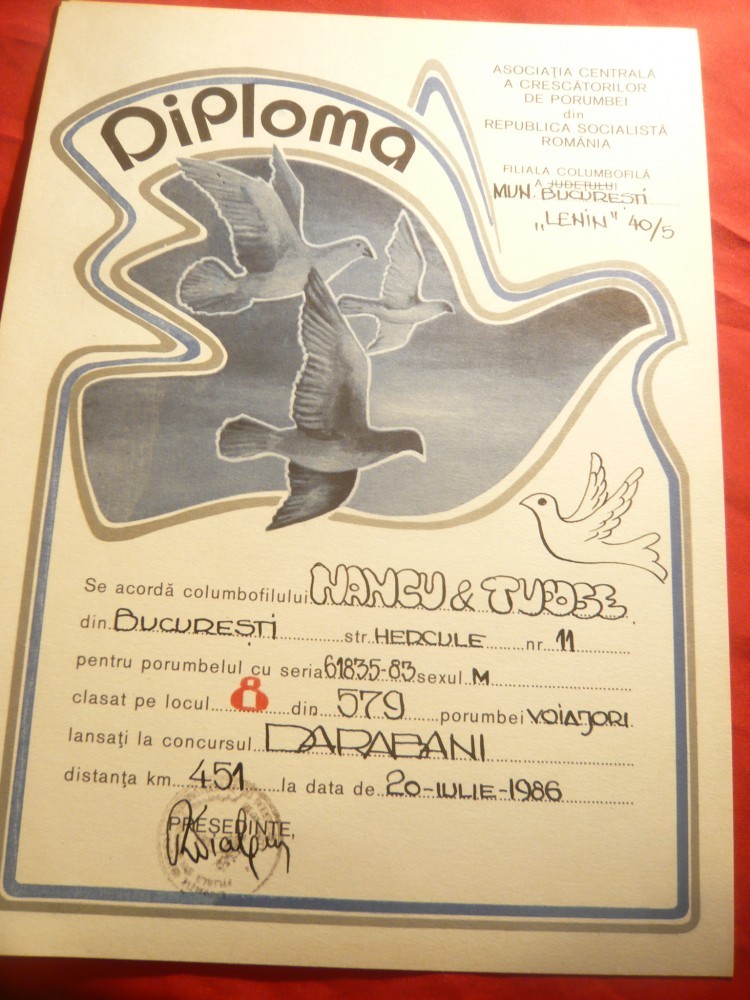 Diploma
ASOCIAȚIA CENTRALĂ
A CRESCĂTORILOR
DE PORUMBEI
din
REPUBLICA SOCIALISTĂ
ROMÂNIA
FILIALA COLUMBOFILĂ
A JUDEȚULUI
MUN. BUCUREȘTI
„LENIN” 40/5
Se acordă columbofilului NANCU & TUDSE
din BUCUREȘTI str. HERCULE nr. 11
pentru porumbelul cu seria 61835-83 sexul M
clasat pe locul 8 din 579 porumbei VOIAJORI
lansați la concursul DARABANI
distanța km. 451 la data de 20-IULIE-1986
PREȘEDINTE,